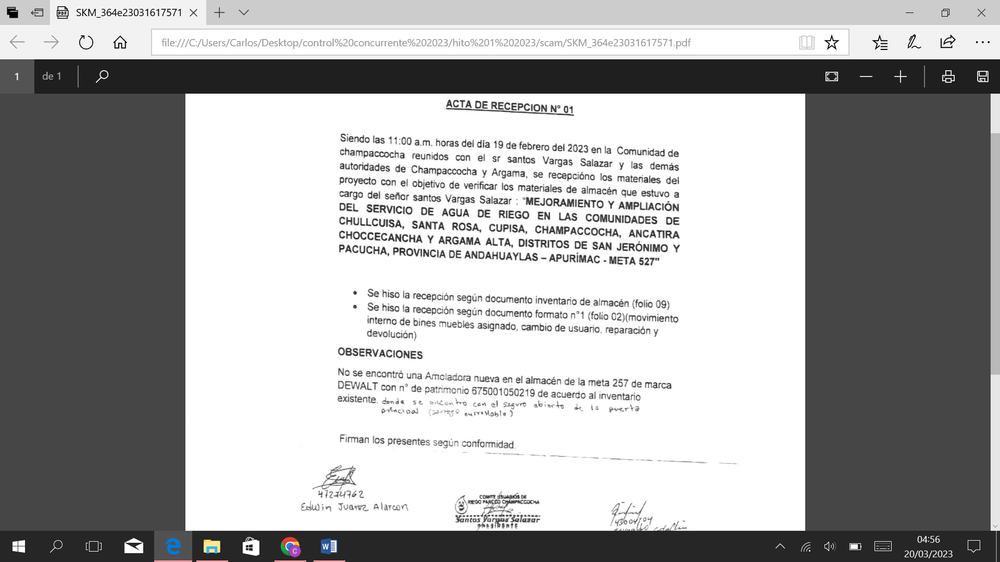 SKM_364e23031617571
file:///C:/Users/Carlos/Desktop/control%20concurrente%202023/hito%201%202023/scam/SKM_364e23031617571.pdf
1 de 1
ACTA DE RECEPCION N° 01
Siendo las 11:00 a.m. horas del día 19 de febrero del 2023 en la Comunidad de
champaccocha reunidos con el sr santos Vargas Salazar y las demás
autoridades de Champaccocha y Argama, se recepcióno los materiales del
proyecto con el objetivo de verificar los materiales de almacén que estuvo a
cargo del señor santos Vargas Salazar : “MEJORAMIENTO Y AMPLIACIÓN
DEL SERVICIO DE AGUA DE RIEGO EN LAS COMUNIDADES DE
CHULLCUISA, SANTA ROSA, CUPISA, CHAMPACCOCHA, ANCATIRA
CHOCCECANCHA Y ARGAMA ALTA, DISTRITOS DE SAN JERÓNIMO Y
PACUCHA, PROVINCIA DE ANDAHUAYLAS – APURÍMAC - META 527”
• Se hiso la recepción según documento inventario de almacén (folio 09)
• Se hiso la recepción según documento formato n°1 (folio 02)(movimiento
interno de bines muebles asignado, cambio de usuario, reparación y
devolución)
OBSERVACIONES
No se encontró una Amoladora nueva en el almacén de la meta 257 de marca
DEWALT con n° de patrimonio 675001050219 de acuerdo al inventario
existente. donde se encontro con el seguro abierto de la puerta
principal (enrollable)
Firman los presentes según conformidad.
Edwin Juarez Alarcon
COMITE USUARIOS DE
RIEGO PARCCO CHAMPACCOCHA
Santos Vargas Salazar
PRESIDENTE
04:56
20/03/2023